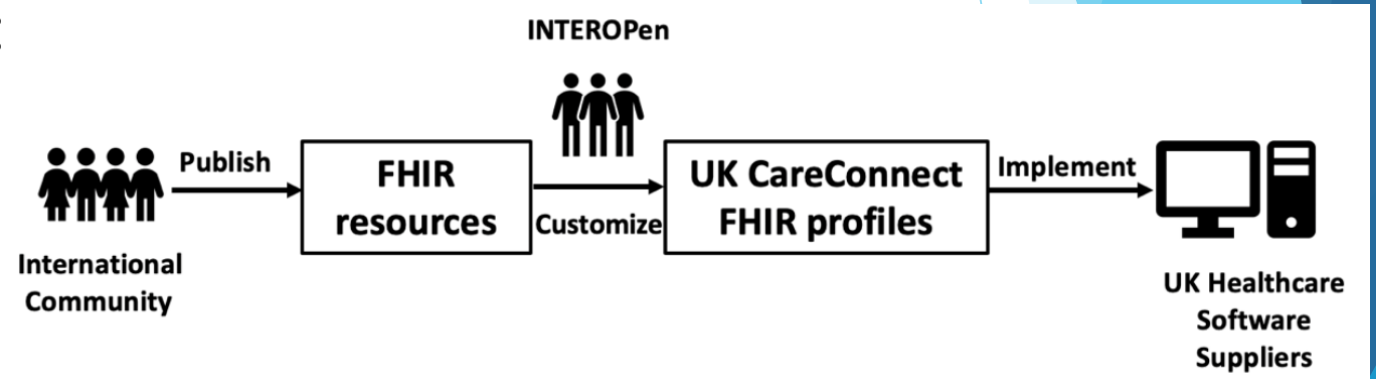 INTEROPen
Publish
FHIR
resources
Customize
UK CareConnect
FHIR profiles
Implement
International
Community
UK Healthcare
Software
Suppliers